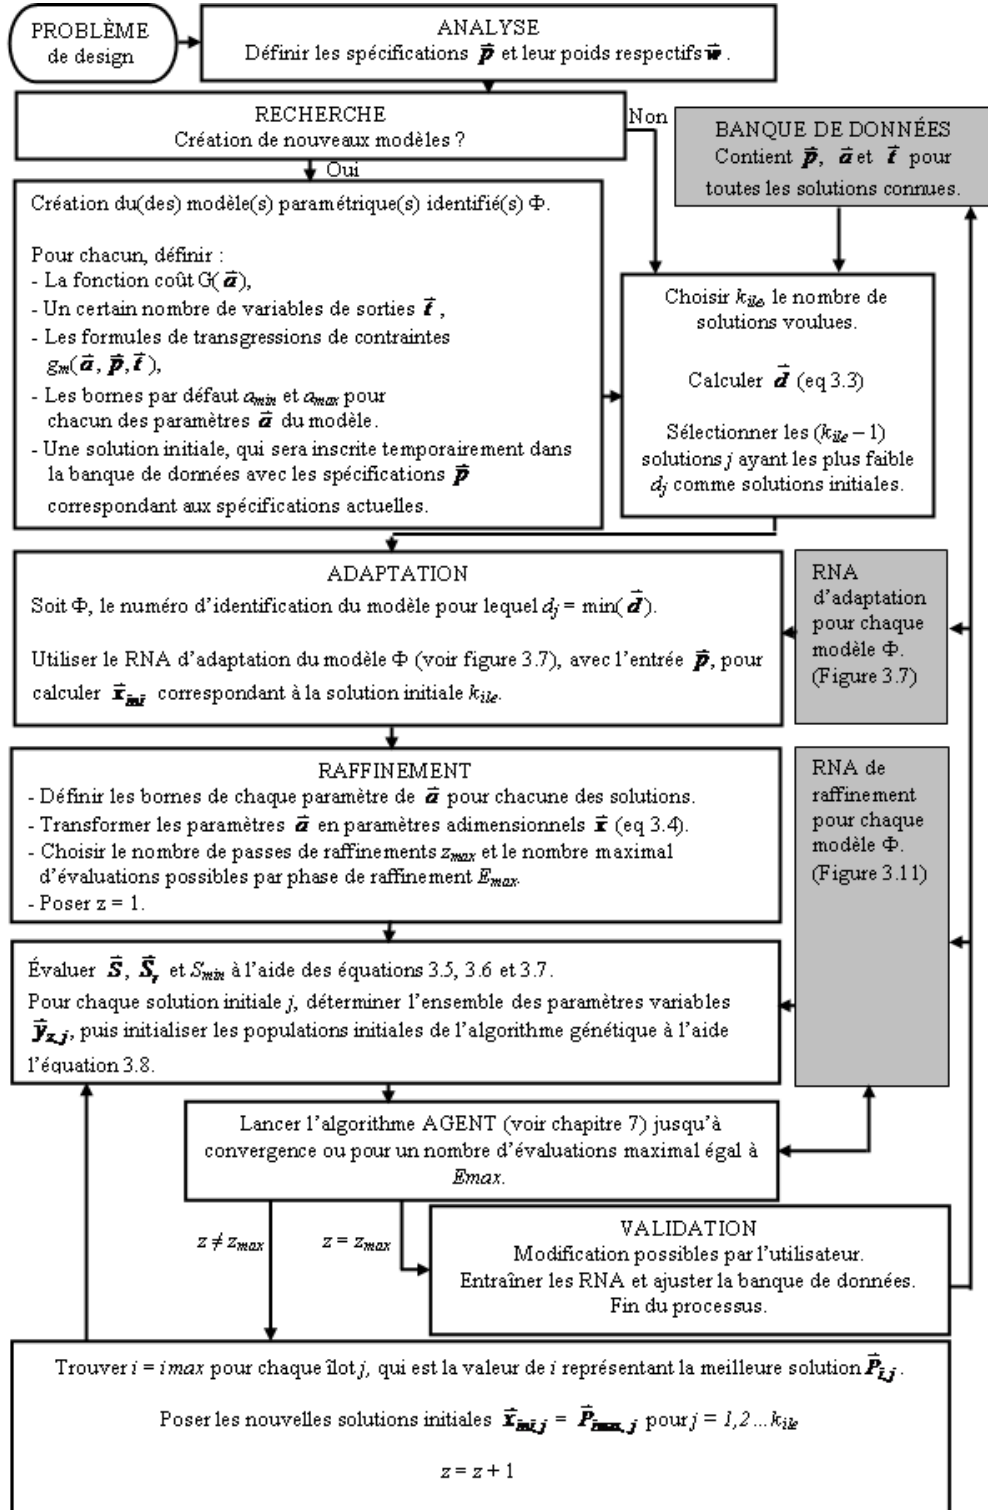 PROBLÈME
de design
ANALYSE
Définir les spécifications p⃗ et leur poids respectifs w⃗ .
RECHERCHE
Création de nouveaux modèles ?
Non
Oui
BANQUE DE DONNÉES
Contient p⃗, a⃗ et t⃗ pour
toutes les solutions connues.
Création du(des) modèle(s) paramétrique(s) identifié(s) Φ.
Pour chacun, définir :
- La fonction coût G(a⃗),
- Un certain nombre de variables de sorties t⃗ ,
- Les formules de transgressions de contraintes
gm(a⃗, p⃗, t⃗),
- Les bornes par défaut amin et amax pour
chacun des paramètres a⃗ du modèle.
- Une solution initiale, qui sera inscrite temporairement dans
la banque de données avec les spécifications p⃗
correspondant aux spécifications actuelles.
Choisir kile, le nombre de
solutions voulues.
Calculer d⃗ (eq 3.3)
Sélectionner les (kile – 1)
solutions j ayant les plus faible
dj comme solutions initiales.
ADAPTATION
Soit Φ, le numéro d'identification du modèle pour lequel dj = min(d⃗).
Utiliser le RNA d'adaptation du modèle Φ (voir figure 3.7), avec l'entrée p⃗, pour
calculer x⃗ini correspondant à la solution initiale kile.
RNA
d'adaptation
pour chaque
modèle Φ.
(Figure 3.7)
RAFFINEMENT
- Définir les bornes de chaque paramètre de a⃗ pour chacune des solutions.
- Transformer les paramètres a⃗ en paramètres adimensionnels x⃗ (eq 3.4).
- Choisir le nombre de passes de raffinements zmax et le nombre maximal
d'évaluations possibles par phase de raffinement Emax.
- Poser z = 1.
RNA de
raffinement
pour chaque
modèle Φ.
(Figure 3.11)
Évaluer S⃗, S⃗r et Smin à l'aide des équations 3.5, 3.6 et 3.7.
Pour chaque solution initiale j, déterminer l'ensemble des paramètres variables
y⃗z,j, puis initialiser les populations initiales de l'algorithme génétique à l'aide
l'équation 3.8.
Lancer l'algorithme AGENT (voir chapitre 7) jusqu'à
convergence ou pour un nombre d'évaluations maximal égal à
Emax.
z ≠ zmax
z = zmax
VALIDATION
Modification possibles par l'utilisateur.
Entraîner les RNA et ajuster la banque de données.
Fin du processus.
Trouver i = imax pour chaque îlot j, qui est la valeur de i représentant la meilleure solution P⃗i,j .
Poser les nouvelles solutions initiales x⃗ini,j = P⃗imax,j pour j = 1,2 ... kile
z = z + 1